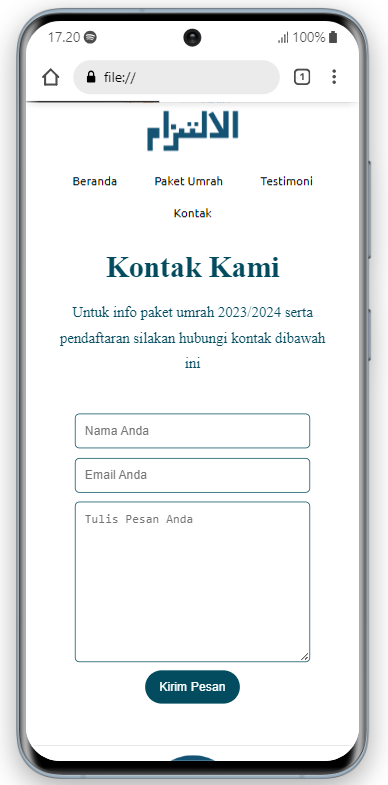 17.20
100%
file://
1
الالتزام
Beranda Paket Umrah Testimoni
Kontak
Kontak Kami
Untuk info paket umrah 2023/2024 serta
pendaftaran silakan hubungi kontak dibawah
ini
Nama Anda
Email Anda
Tulis Pesan Anda
Kirim Pesan